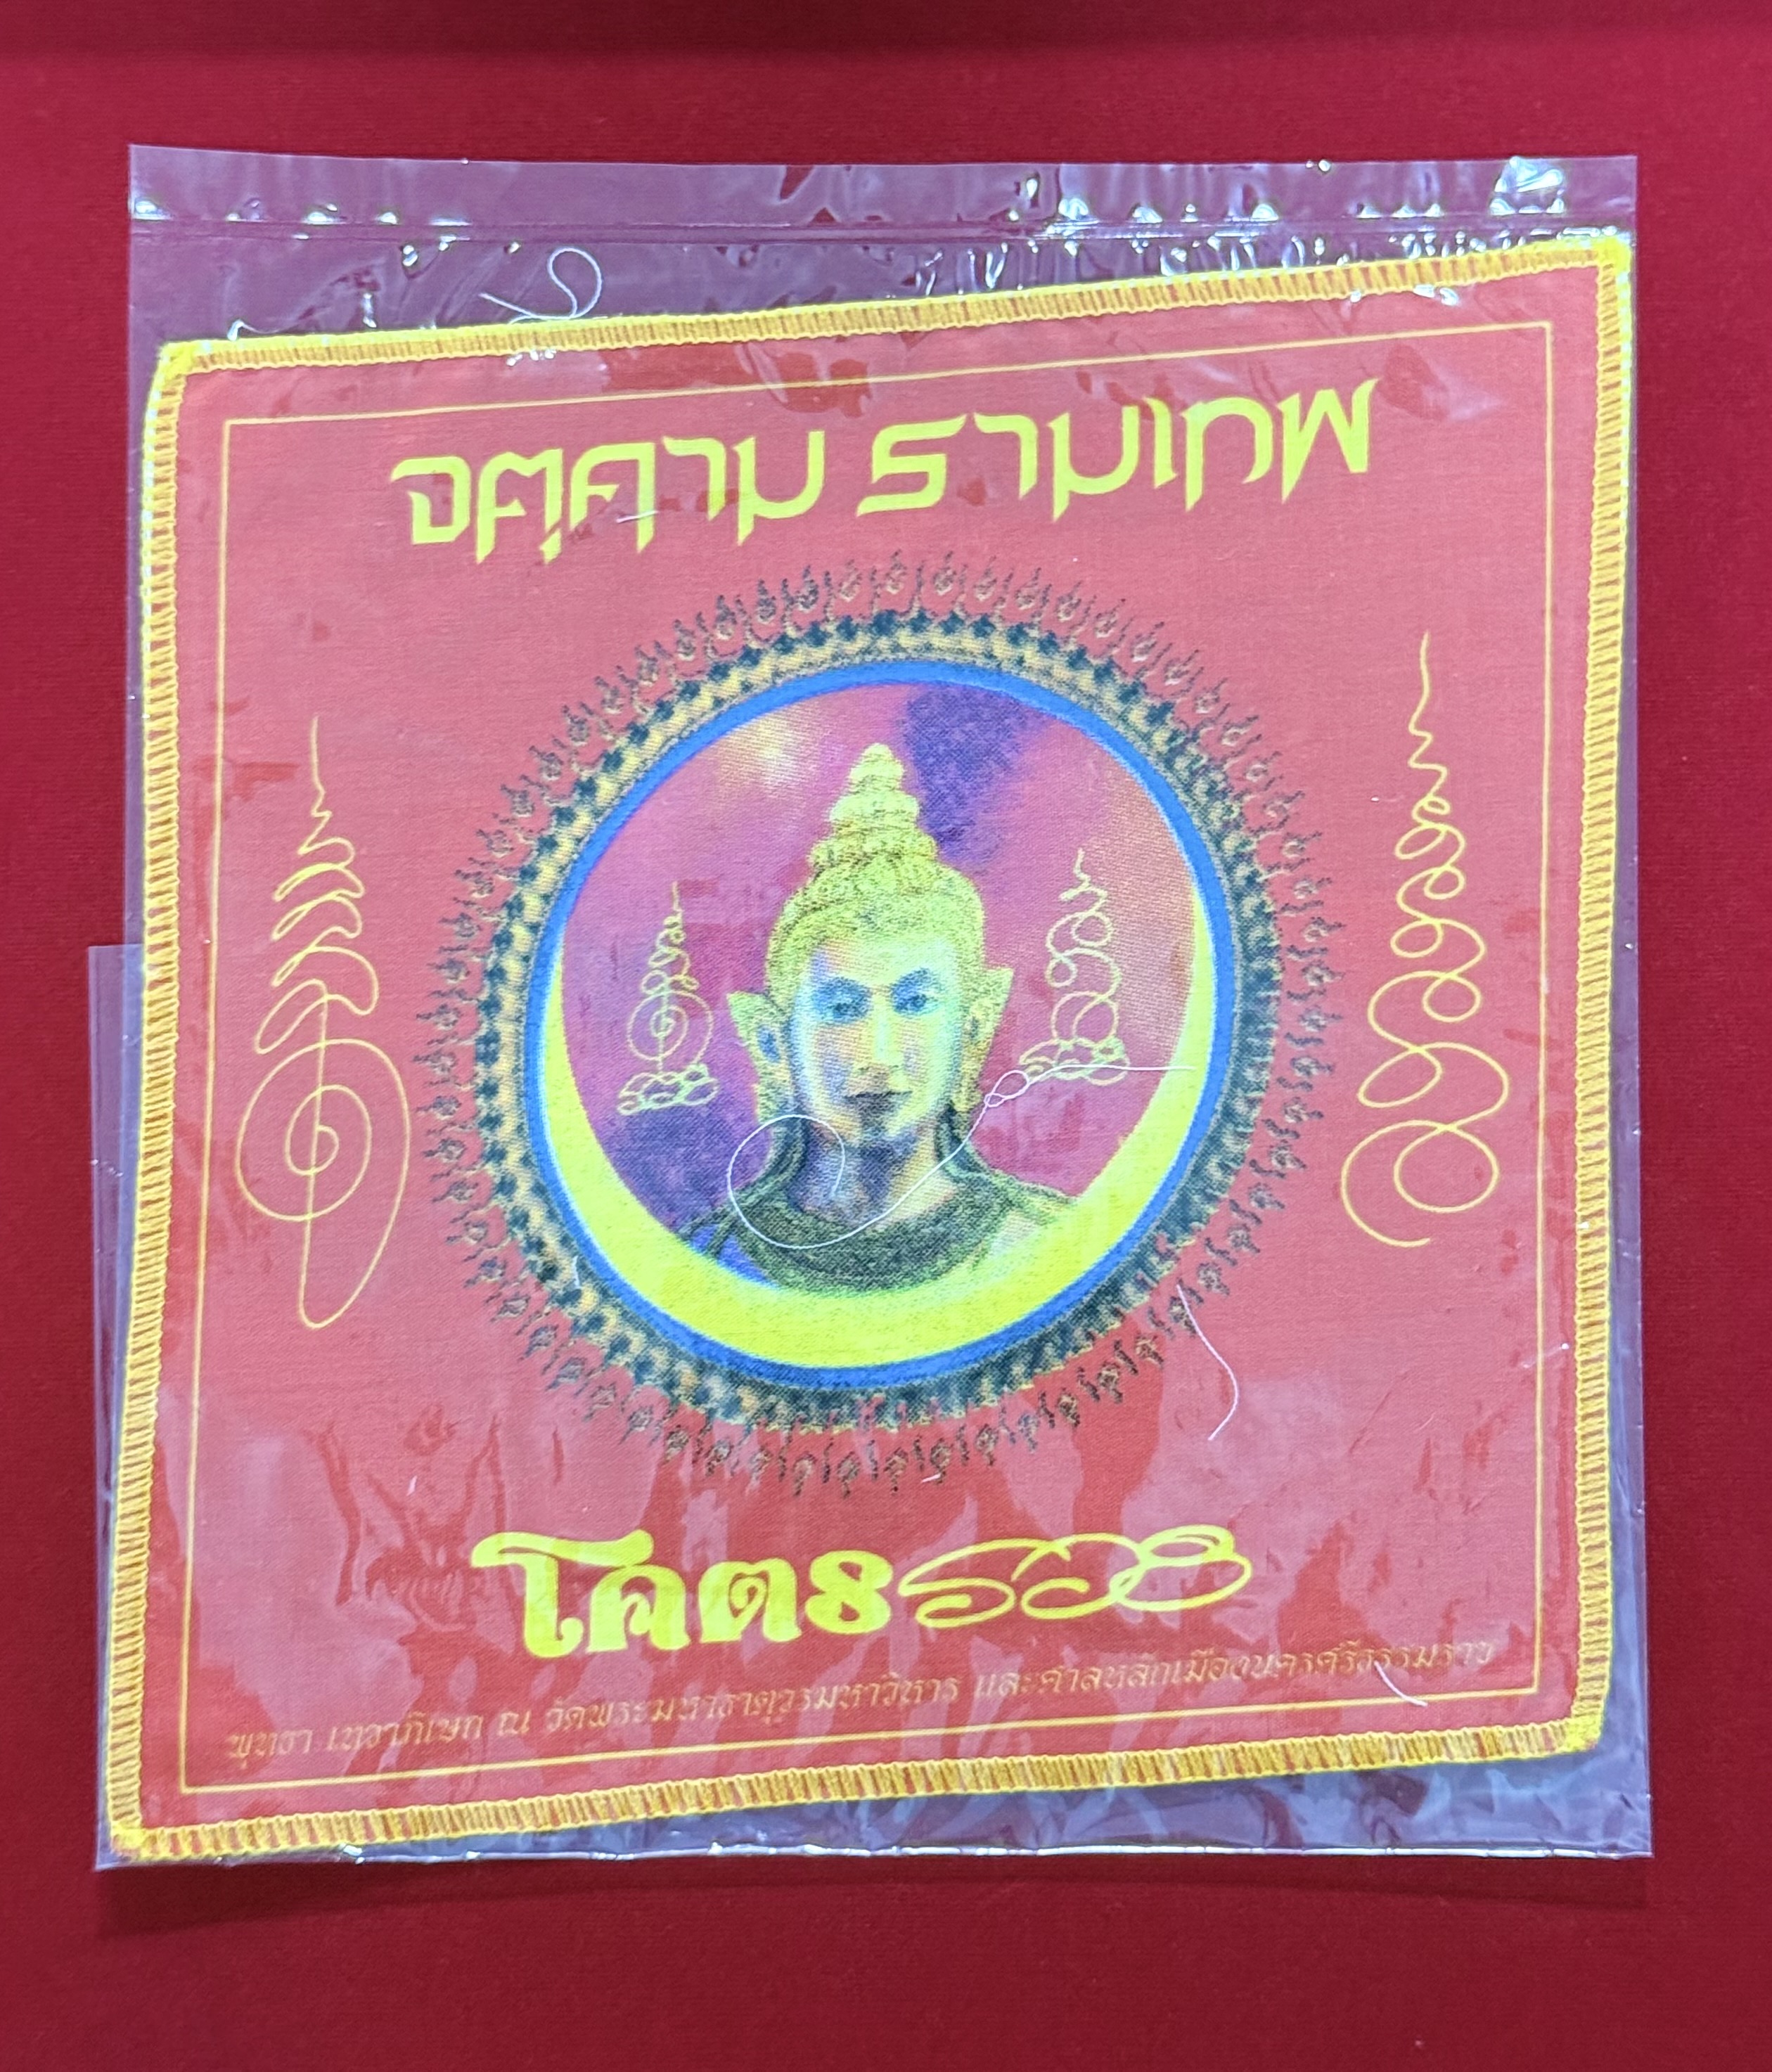 จตุคาม รามเทพ
โคตรรวย
พุทธา เทวาภิเษก ณ วัดพระมหาธาตุวรมหาวิหาร และศาลหลักเมืองนครศรีธรรมราช